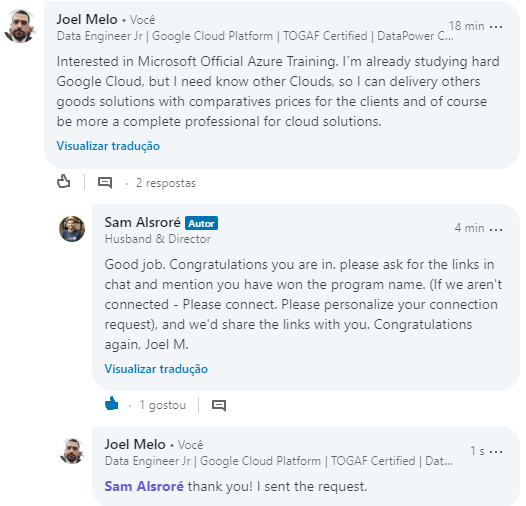 Joel Melo • Você
18 min
Data Engineer Jr | Google Cloud Platform | TOGAF Certified | DataPower C...
Interested in Microsoft Official Azure Training. I´m already studying hard
Google Cloud, but I need know other Clouds, so I can delivery others
goods solutions with comparatives prices for the clients and of course
be more a complete professional for cloud solutions.
Visualizar tradução
· 2 respostas
Sam Alsroré Autor
4 min
Husband & Director
Good job. Congratulations you are in. please ask for the links in
chat and mention you have won the program name. (If we aren't
connected - Please connect. Please personalize your connection
request), and we'd share the links with you. Congratulations
again, Joel M.
Visualizar tradução
· 1 gostou
Joel Melo • Você
1 s
Data Engineer Jr | Google Cloud Platform | TOGAF Certified | Dat...
Sam Alsroré thank you! I sent the request.